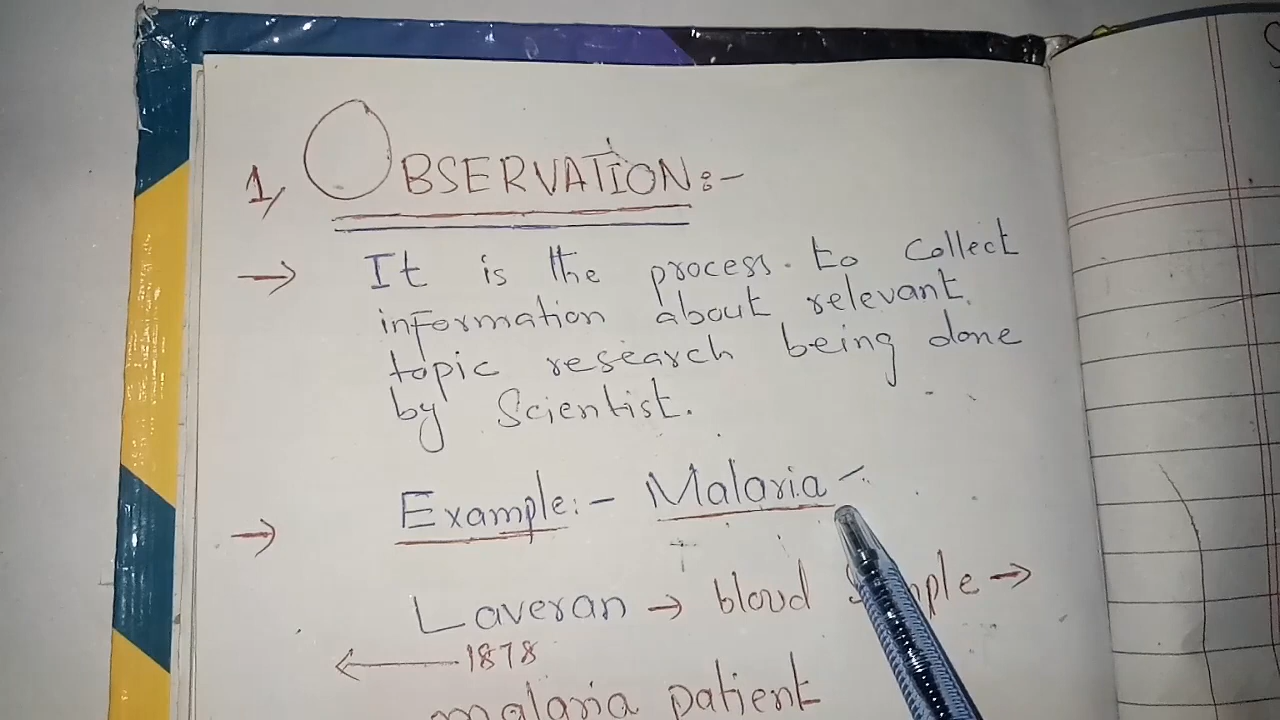 1, OBSERVATION:-
→ It is the process. to collect
information about relevant.
topic research being done
by Scientist.
→ Example:- Malaria -
Laveran → blood →
← 1878
malaria patient